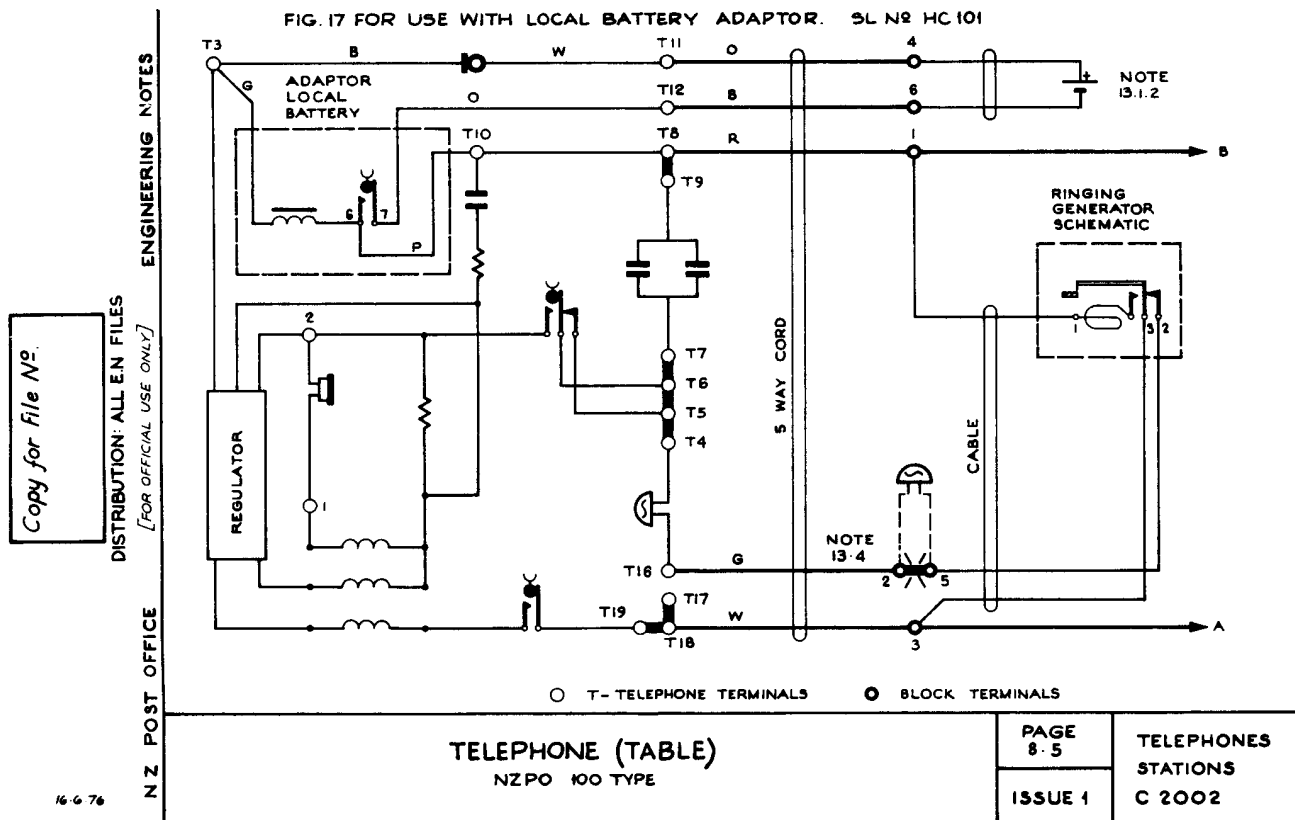 FIG. 17 FOR USE WITH LOCAL BATTERY ADAPTOR. SL Nº HC 101
T3
B
W
T11
O
4
+
NOTE
13.1.2
G
ADAPTOR
LOCAL
BATTERY
O
T12
B
6
T10
T8
R
1
B
T9
6
7
P
RINGING
GENERATOR
SCHEMATIC
1
3
2
2
T7
T6
T5
T4
5 WAY CORD
CABLE
REGULATOR
1
NOTE
13.4
T16
G
2
5
T17
T19
T18
W
3
A
T - TELEPHONE TERMINALS
BLOCK TERMINALS
ENGINEERING NOTES
NZ POST OFFICE
DISTRIBUTION: ALL E.N FILES
[FOR OFFICIAL USE ONLY]
Copy for File Nº.
16.6.76
TELEPHONE (TABLE)
NZPO 100 TYPE
PAGE
8.5
ISSUE 1
TELEPHONES
STATIONS
C 2002